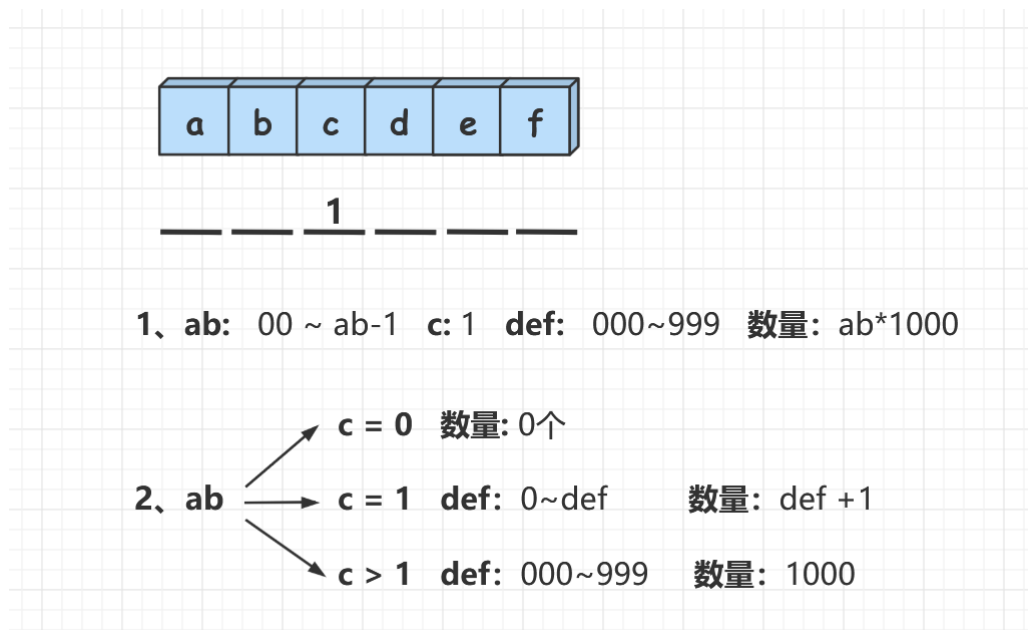 a b c d e f
1
1、ab: 00 ~ ab-1 c: 1 def: 000~999 数量：ab*1000
c = 0 数量: 0个
2、ab c = 1 def：0~def 数量：def +1
c > 1 def：000~999 数量：1000